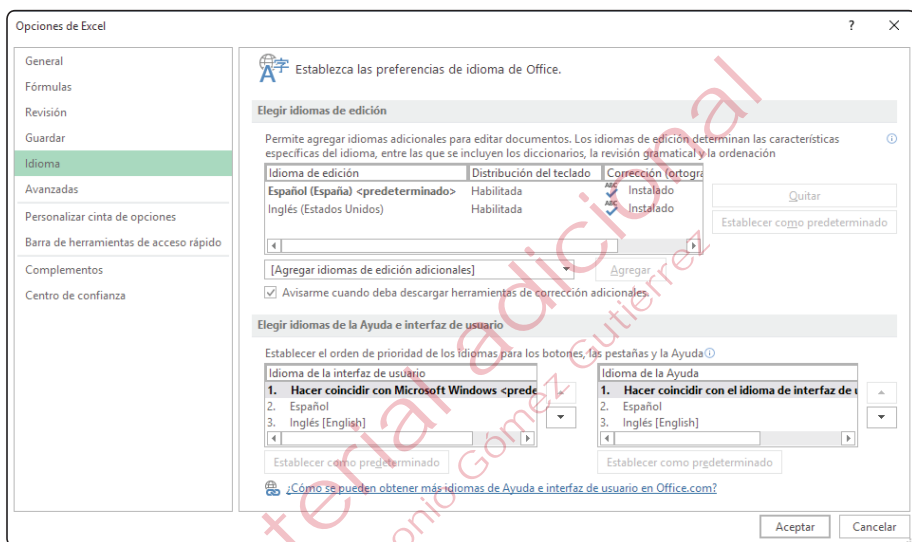 Opciones de Excel
?
General
Fórmulas
Revisión
Guardar
Idioma
Avanzadas
Personalizar cinta de opciones
Barra de herramientas de acceso rápido
Complementos
Centro de confianza
Establezca las preferencias de idioma de Office.
Elegir idiomas de edición
Permite agregar idiomas adicionales para editar documentos. Los idiomas de edición determinan las características
específicas del idioma, entre las que se incluyen los diccionarios, la revisión gramatical y la ordenación
Idioma de edición Distribución del teclado Corrección (ortogra
Español (España) <predeterminado> Habilitada Instalado
Inglés (Estados Unidos) Habilitada Instalado
Quitar
Establecer como predeterminado
[Agregar idiomas de edición adicionales] Agregar
Avisarme cuando deba descargar herramientas de corrección adicionales.
Elegir idiomas de la Ayuda e interfaz de usuario
Establecer el orden de prioridad de los idiomas para los botones, las pestañas y la Ayuda
Idioma de la interfaz de usuario
1. Hacer coincidir con Microsoft Windows <prede
2. Español
3. Inglés [English]
Establecer como predeterminado
Idioma de la Ayuda
1. Hacer coincidir con el idioma de interfaz de u
2. Español
3. Inglés [English]
Establecer como predeterminado
¿Cómo se pueden obtener más idiomas de Ayuda e interfaz de usuario en Office.com?
Aceptar Cancelar
terial adicional
onio Gómez Gutiérrez